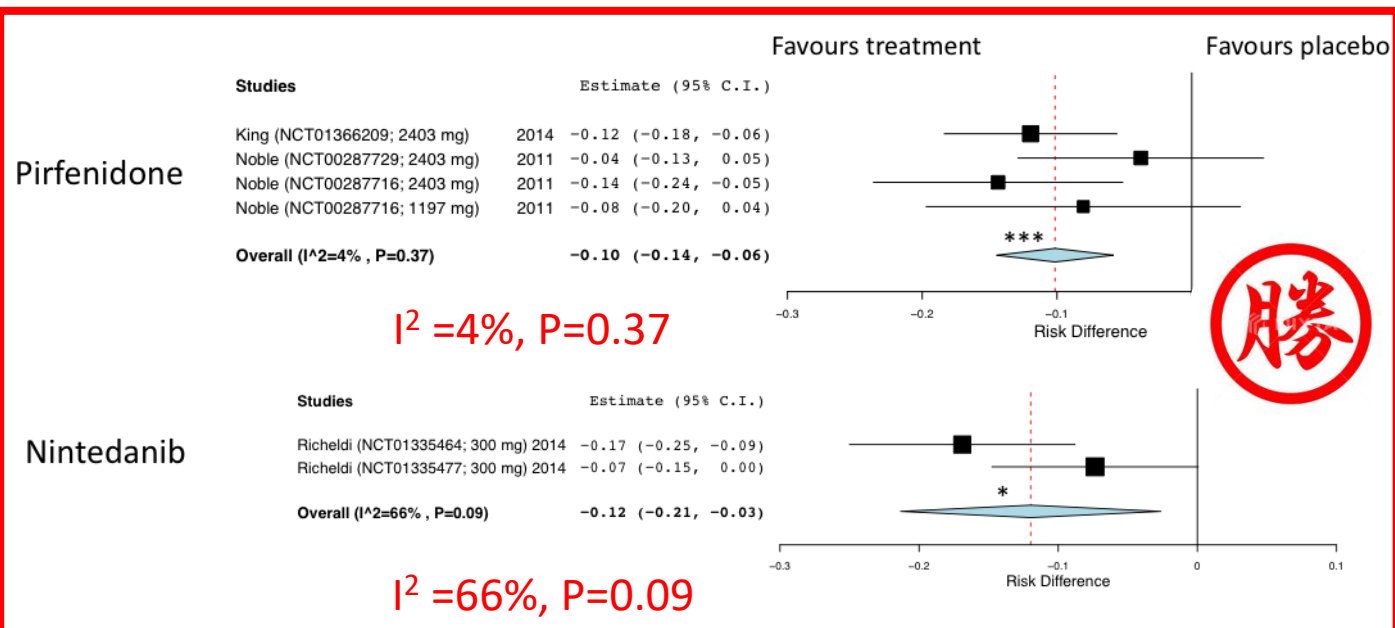 Favours treatment Favours placebo
Studies Estimate (95% C.I.)
King (NCT01366209; 2403 mg) 2014 -0.12 (-0.18, -0.06)
Noble (NCT00287729; 2403 mg) 2011 -0.04 (-0.13, 0.05)
Pirfenidone
Noble (NCT00287716; 2403 mg) 2011 -0.14 (-0.24, -0.05)
Noble (NCT00287716; 1197 mg) 2011 -0.08 (-0.20, 0.04)
***
Overall (I^2=4% , P=0.37) -0.10 (-0.14, -0.06)
-0.3 -0.2 -0.1
Risk Difference
I² =4%, P=0.37
勝
Studies Estimate (95% C.I.)
Nintedanib
Richeldi (NCT01335464; 300 mg) 2014 -0.17 (-0.25, -0.09)
Richeldi (NCT01335477; 300 mg) 2014 -0.07 (-0.15, 0.00)
*
Overall (I^2=66% , P=0.09) -0.12 (-0.21, -0.03)
-0.3 -0.2 -0.1 0 0.1
Risk Difference
I² =66%, P=0.09